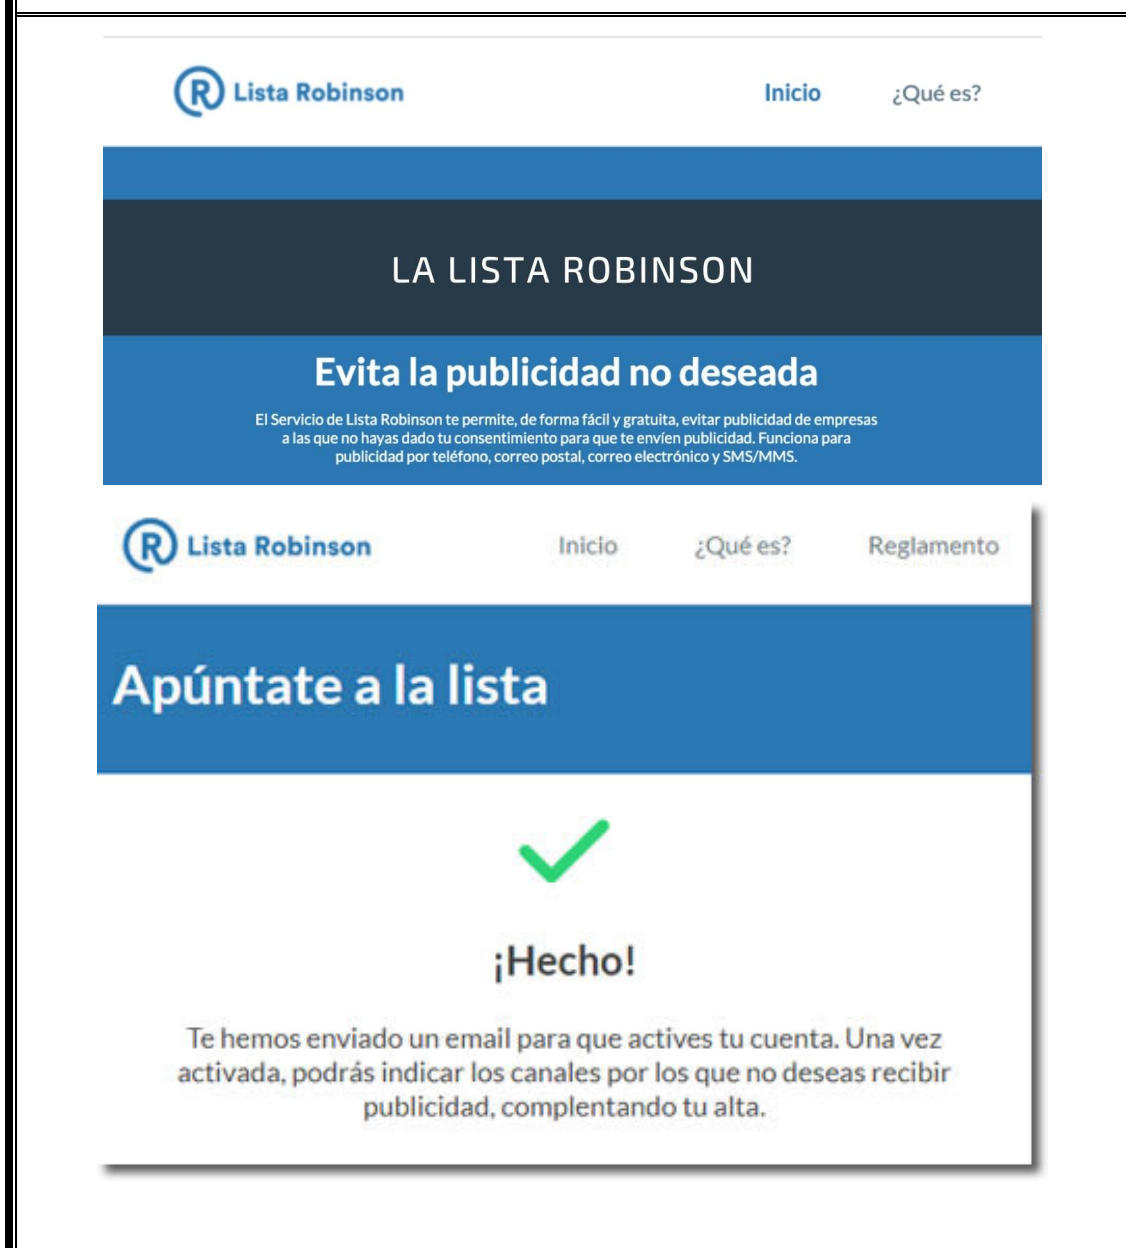 Lista Robinson
Inicio
¿Qué es?
LA LISTA ROBINSON
Evita la publicidad no deseada
El Servicio de Lista Robinson te permite, de forma fácil y gratuita, evitar publicidad de empresas
a las que no hayas dado tu consentimiento para que te envíen publicidad. Funciona para
publicidad por teléfono, correo postal, correo electrónico y SMS/MMS.
Lista Robinson
Inicio
¿Qué es?
Reglamento
Apúntate a la lista
¡Hecho!
Te hemos enviado un email para que actives tu cuenta. Una vez
activada, podrás indicar los canales por los que no deseas recibir
publicidad, complentando tu alta.